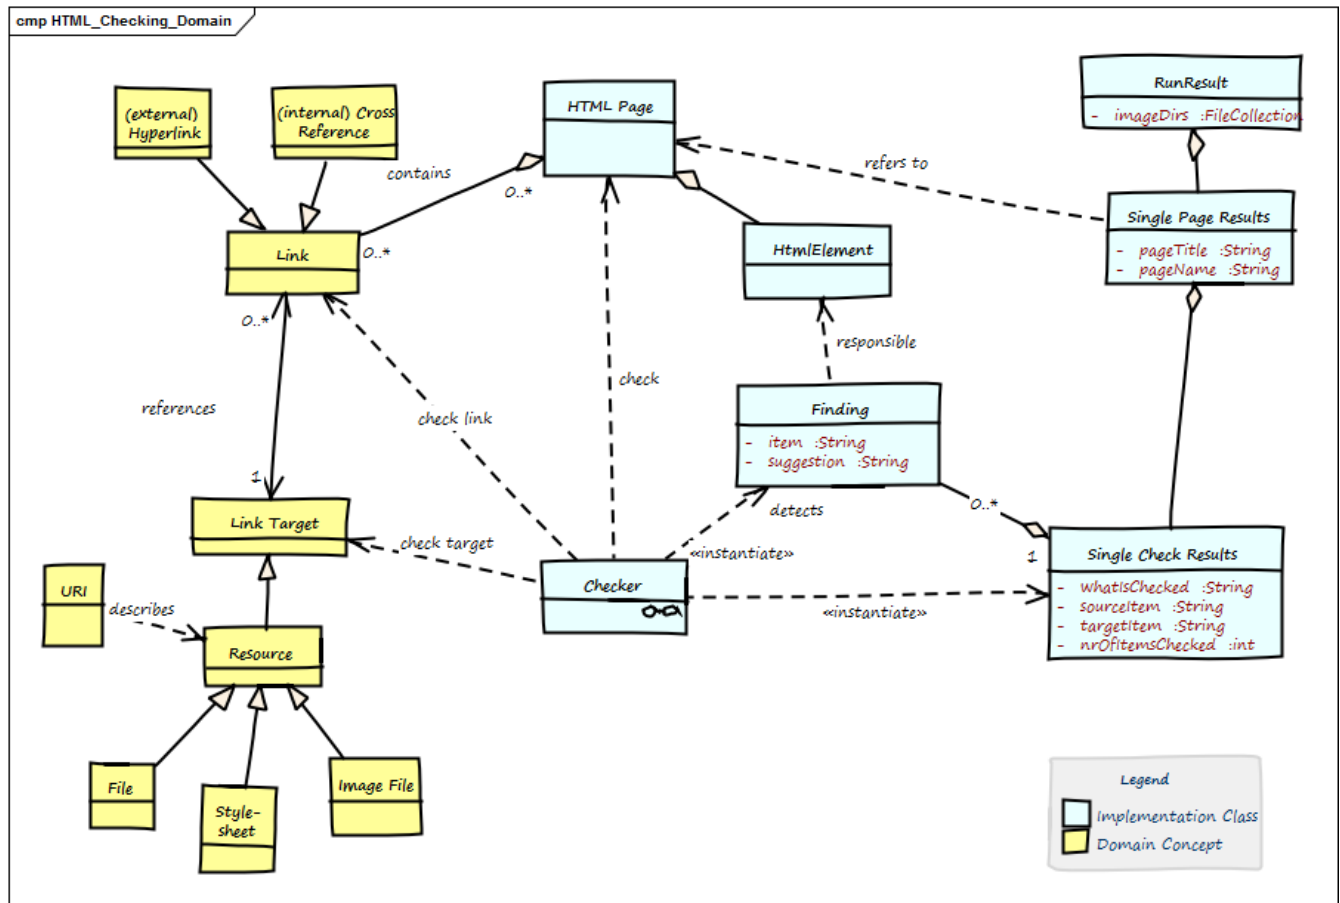 cmp HTML_Checking_Domain
(external)
Hyperlink
(internal) Cross
Reference
HTML Page
RunResult
- imageDirs :FileCollection
contains
0..*
refers to
Single Page Results
- pageTitle :String
- pageName :String
Link
0..*
HtmlElement
0..*
responsible
check
references
check link
Finding
- item :String
- suggestion :String
1
0..*
detects
Link Target
check target
«instantiate»
1
Single Check Results
- whatIsChecked :String
- sourceItem :String
- targetItem :String
- nrOfItemsChecked :int
URI
describes
Checker
«instantiate»
Resource
File
Style-
sheet
Image File
Legend
Implementation Class
Domain Concept